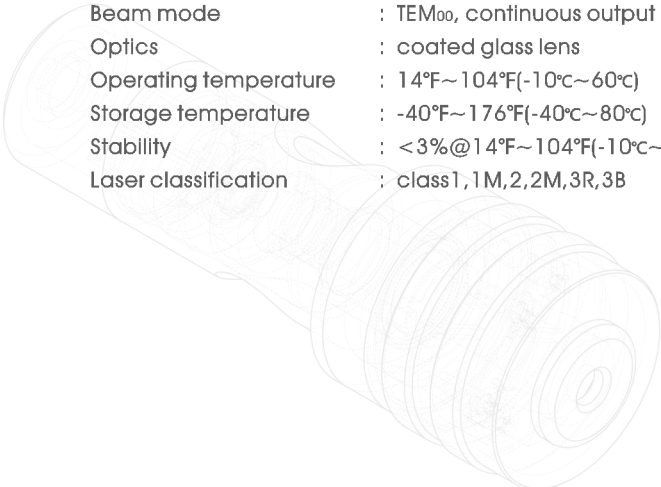 Beam mode : TEM₀₀, continuous output
Optics : coated glass lens
Operating temperature : 14°F~104°F(-10℃~60℃)
Storage temperature : -40°F~176°F(-40℃~80℃)
Stability : <3%@14°F~104°F(-10℃~
Laser classification : class1,1M,2,2M,3R,3B